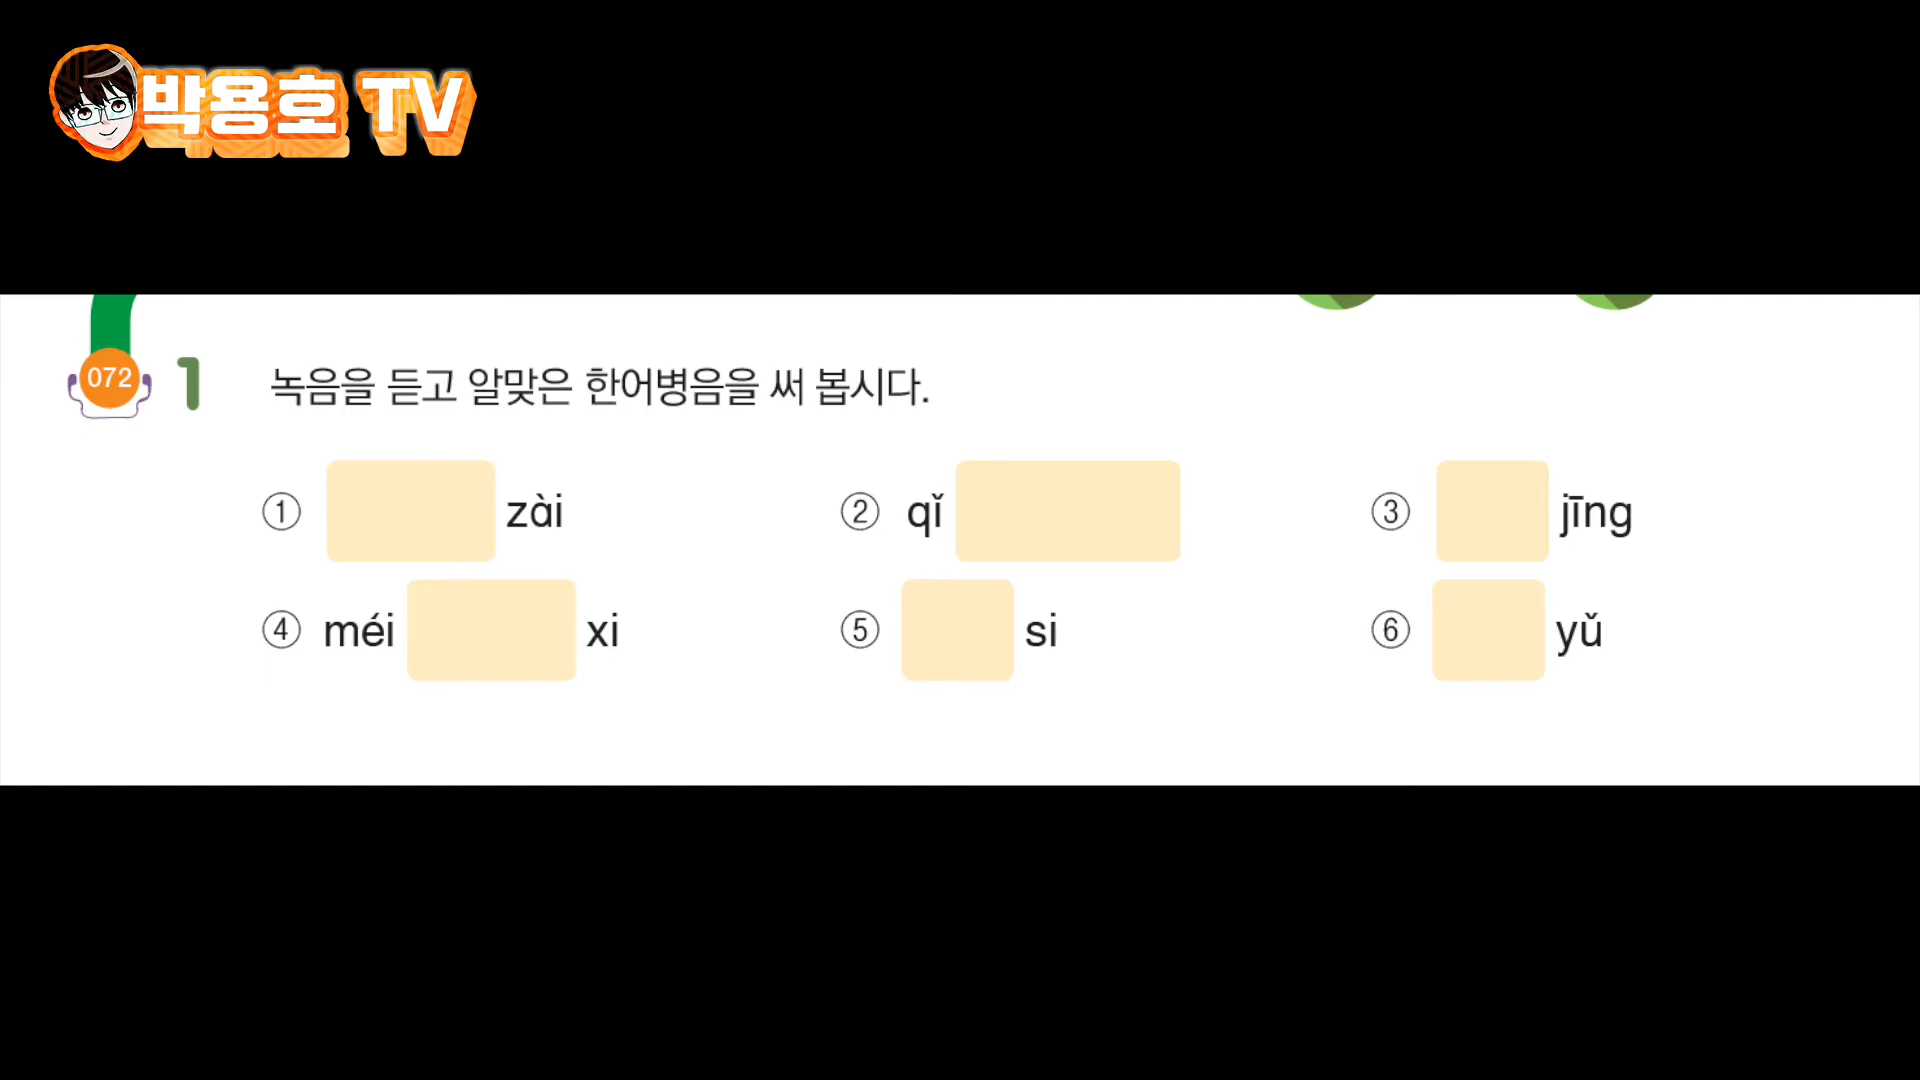 박용호 TV
072 1 녹음을 듣고 알맞은 한어병음을 써 봅시다.
① zài ② qǐ ③ jīng
④ méi xi ⑤ si ⑥ yǔ